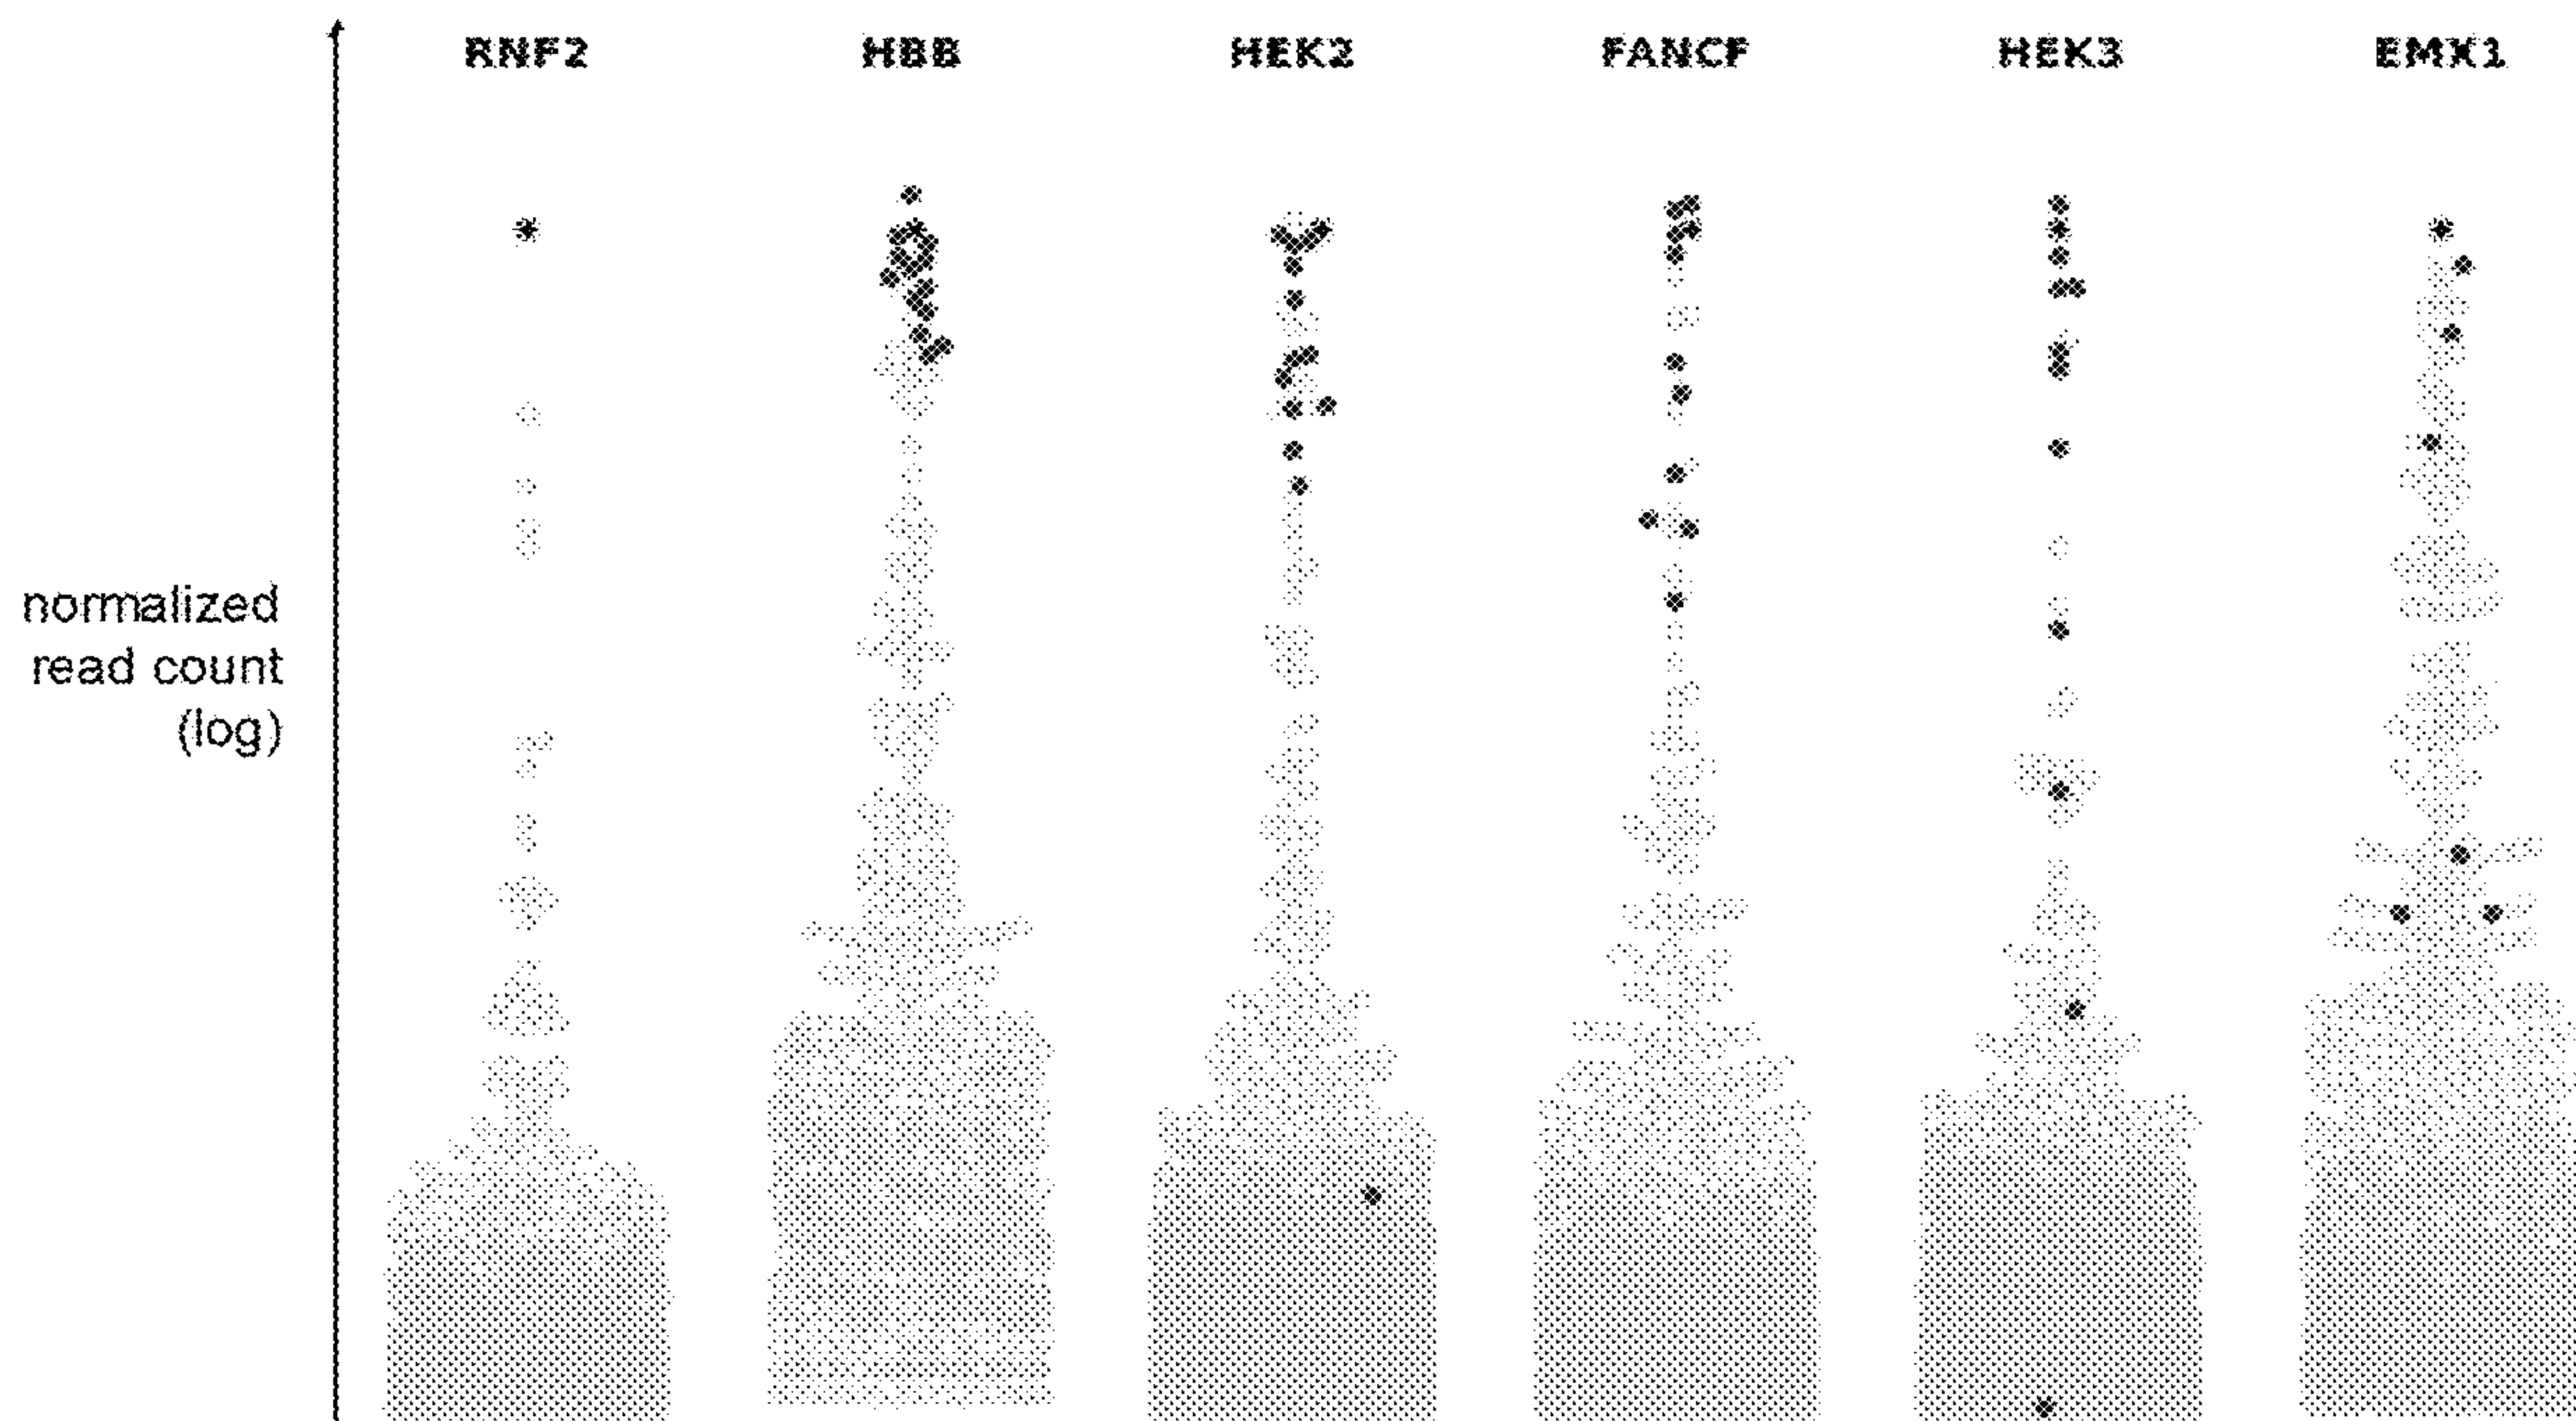 RNF2 HBB HEK2 FANCF HEK3 EMX1
normalized
read count
(log)